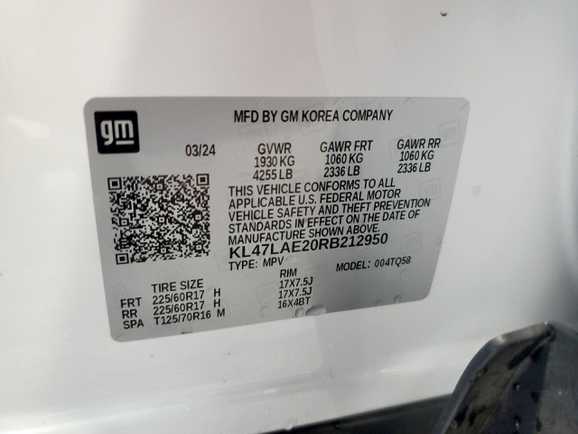 gm
MFD BY GM KOREA COMPANY
03/24 GVWR GAWR FRT GAWR RR
1930 KG 1060 KG 1060 KG
4255 LB 2336 LB 2336 LB
THIS VEHICLE CONFORMS TO ALL
APPLICABLE U.S. FEDERAL MOTOR
VEHICLE SAFETY AND THEFT PREVENTION
STANDARDS IN EFFECT ON THE DATE OF
MANUFACTURE SHOWN ABOVE.
KL47LAE20RB212950
TYPE: MPV MODEL: 004TQ58
TIRE SIZE RIM
FRT 225/60R17 H 17X7.5J
RR 225/60R17 H 17X7.5J
SPA T125/70R16 M 16X4BT